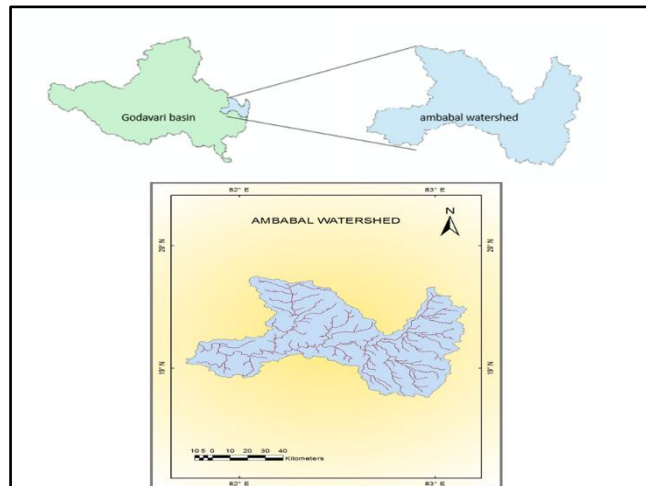 Godavari basin
ambabal watershed
82° E
83° E
AMBABAL WATERSHED
N
20° N
20° N
19° N
19° N
10 5 0 10 20 30 40
Kilometers
82° E
83° E